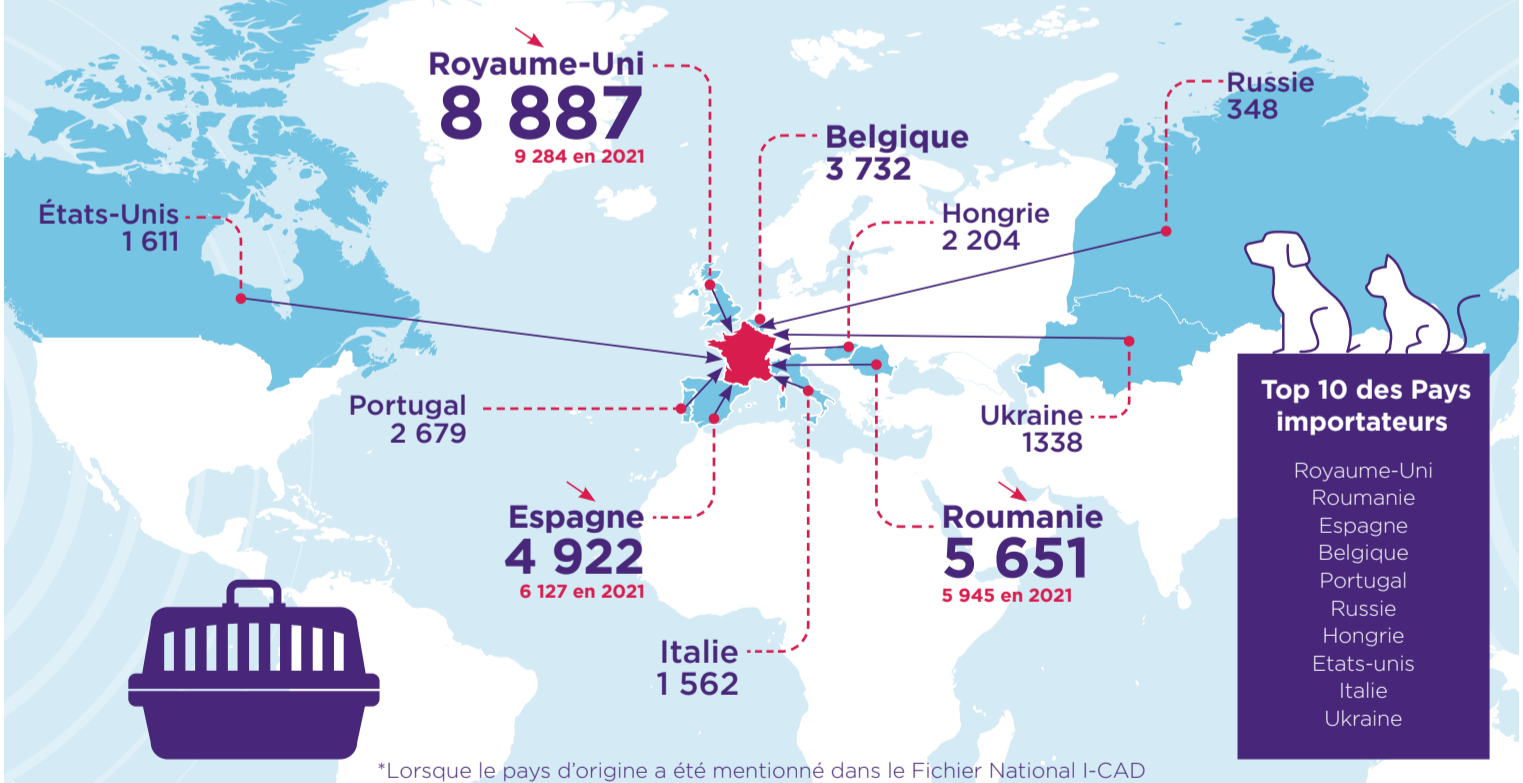 Royaume-Uni
8 887
9 284 en 2021
Belgique
3 732
Russie
348
États-Unis
1 611
Hongrie
2 204
Portugal
2 679
Ukraine
1338
Espagne
4 922
6 127 en 2021
Roumanie
5 651
5 945 en 2021
Italie
1 562
Top 10 des Pays
importateurs
Royaume-Uni
Roumanie
Espagne
Belgique
Portugal
Russie
Hongrie
Etats-unis
Italie
Ukraine
*Lorsque le pays d'origine a été mentionné dans le Fichier National I-CAD